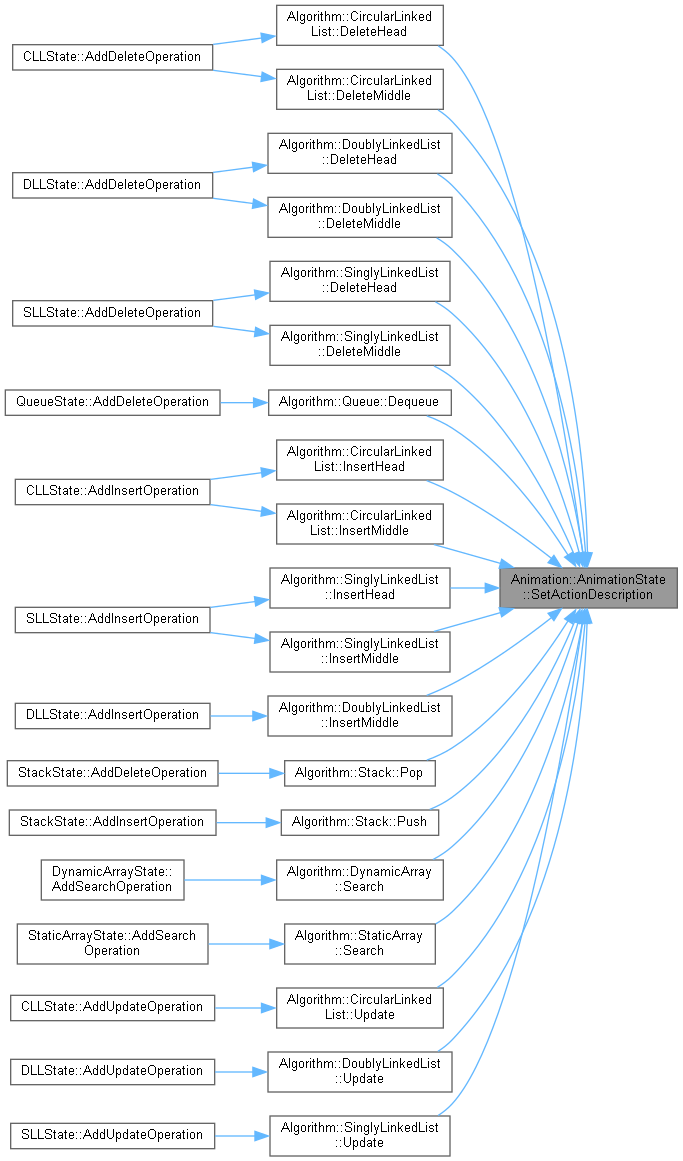 Algorithm::CircularLinked
List::DeleteHead
CLLState::AddDeleteOperation
Algorithm::CircularLinked
List::DeleteMiddle
Algorithm::DoublyLinkedList
::DeleteHead
DLLState::AddDeleteOperation
Algorithm::DoublyLinkedList
::DeleteMiddle
Algorithm::SinglyLinkedList
::DeleteHead
SLLState::AddDeleteOperation
Algorithm::SinglyLinkedList
::DeleteMiddle
QueueState::AddDeleteOperation
Algorithm::Queue::Dequeue
Algorithm::CircularLinked
List::InsertHead
CLLState::AddInsertOperation
Algorithm::CircularLinked
List::InsertMiddle
Animation::AnimationState
::SetActionDescription
Algorithm::SinglyLinkedList
::InsertHead
SLLState::AddInsertOperation
Algorithm::SinglyLinkedList
::InsertMiddle
DLLState::AddInsertOperation
Algorithm::DoublyLinkedList
::InsertMiddle
StackState::AddDeleteOperation
Algorithm::Stack::Pop
StackState::AddInsertOperation
Algorithm::Stack::Push
DynamicArrayState::
AddSearchOperation
Algorithm::DynamicArray
::Search
StaticArrayState::AddSearch
Operation
Algorithm::StaticArray
::Search
CLLState::AddUpdateOperation
Algorithm::CircularLinked
List::Update
DLLState::AddUpdateOperation
Algorithm::DoublyLinkedList
::Update
SLLState::AddUpdateOperation
Algorithm::SinglyLinkedList
::Update